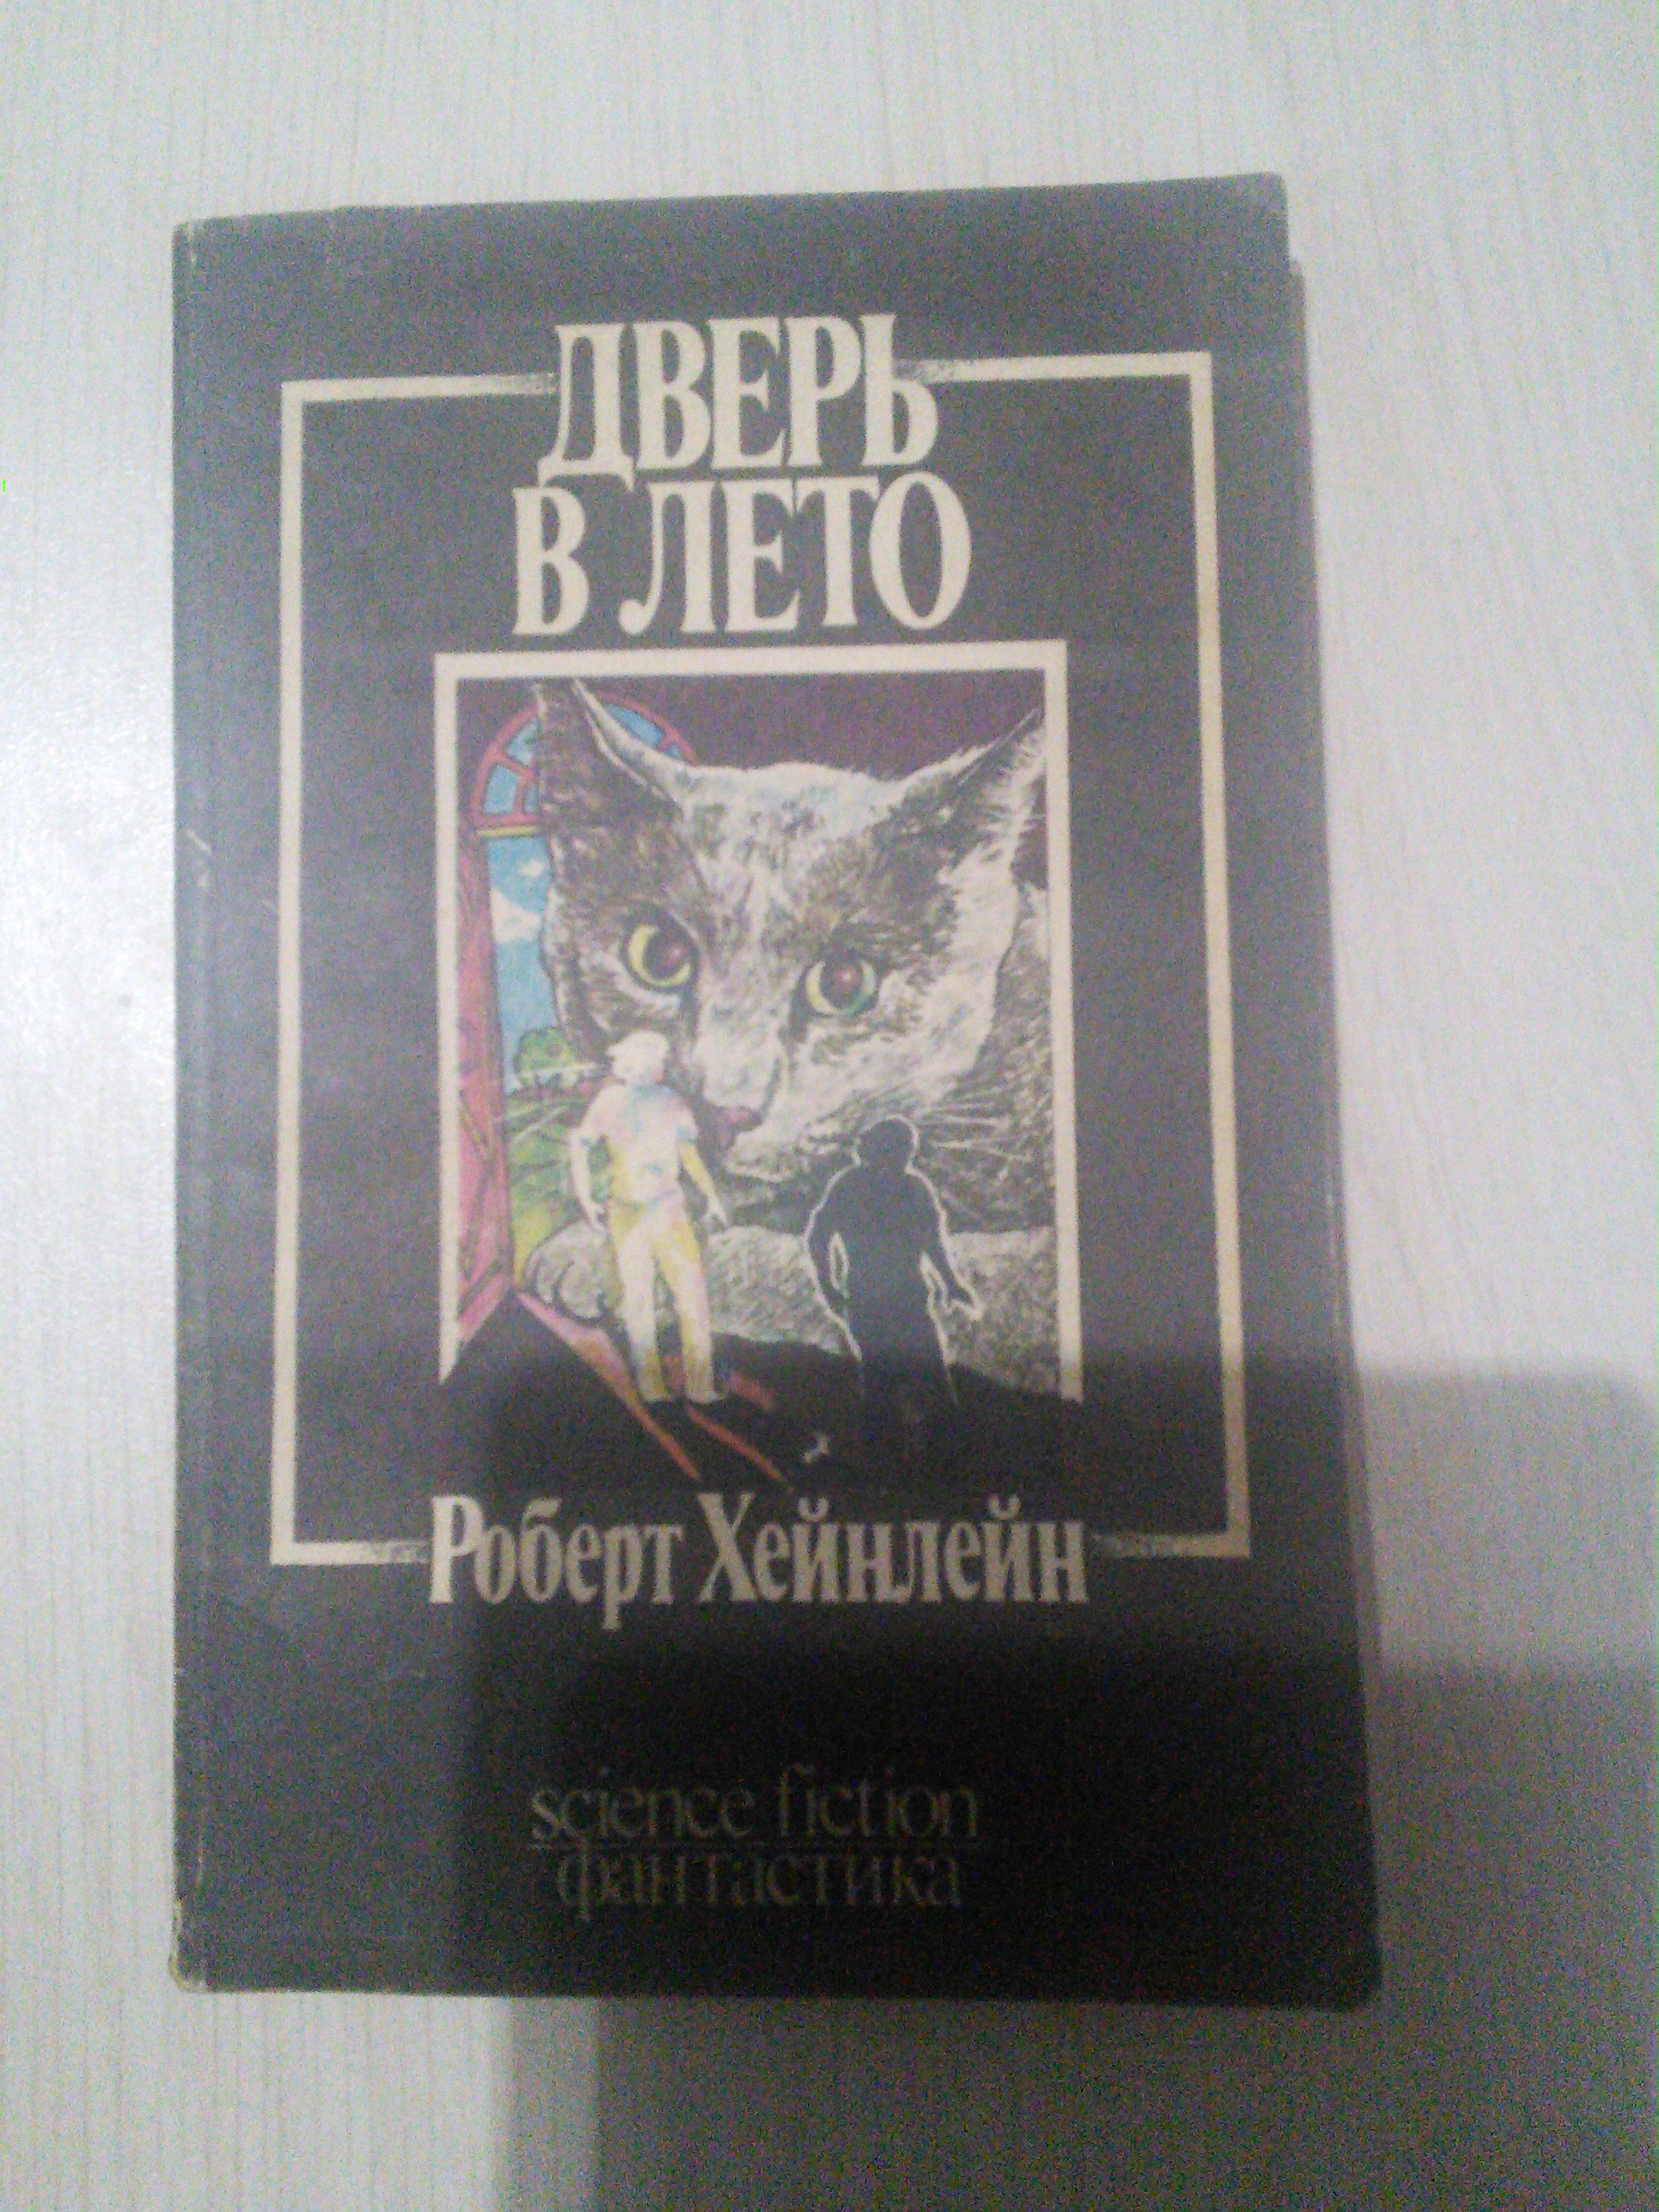 ДВЕРЬ
В ЛЕТО
Роберт Хейнлейн
science fiction
фантастика